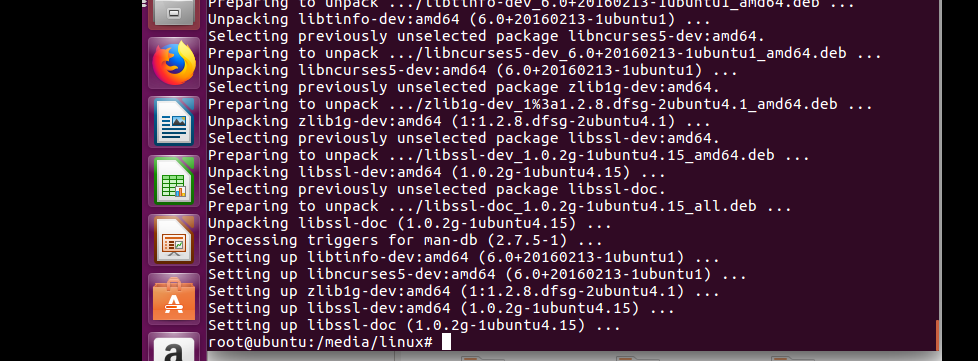 Preparing to unpack .../libtinfo-dev_6.0+20160213-1ubuntu1_amd64.deb ...
Unpacking libtinfo-dev:amd64 (6.0+20160213-1ubuntu1) ...
Selecting previously unselected package libncurses5-dev:amd64.
Preparing to unpack .../libncurses5-dev_6.0+20160213-1ubuntu1_amd64.deb ...
Unpacking libncurses5-dev:amd64 (6.0+20160213-1ubuntu1) ...
Selecting previously unselected package zlib1g-dev:amd64.
Preparing to unpack .../zlib1g-dev_1%3a1.2.8.dfsg-2ubuntu4.1_amd64.deb ...
Unpacking zlib1g-dev:amd64 (1:1.2.8.dfsg-2ubuntu4.1) ...
Selecting previously unselected package libssl-dev:amd64.
Preparing to unpack .../libssl-dev_1.0.2g-1ubuntu4.15_amd64.deb ...
Unpacking libssl-dev:amd64 (1.0.2g-1ubuntu4.15) ...
Selecting previously unselected package libssl-doc.
Preparing to unpack .../libssl-doc_1.0.2g-1ubuntu4.15_all.deb ...
Unpacking libssl-doc (1.0.2g-1ubuntu4.15) ...
Processing triggers for man-db (2.7.5-1) ...
Setting up libtinfo-dev:amd64 (6.0+20160213-1ubuntu1) ...
Setting up libncurses5-dev:amd64 (6.0+20160213-1ubuntu1) ...
Setting up zlib1g-dev:amd64 (1:1.2.8.dfsg-2ubuntu4.1) ...
Setting up libssl-dev:amd64 (1.0.2g-1ubuntu4.15) ...
Setting up libssl-doc (1.0.2g-1ubuntu4.15) ...
root@ubuntu:/media/linux#